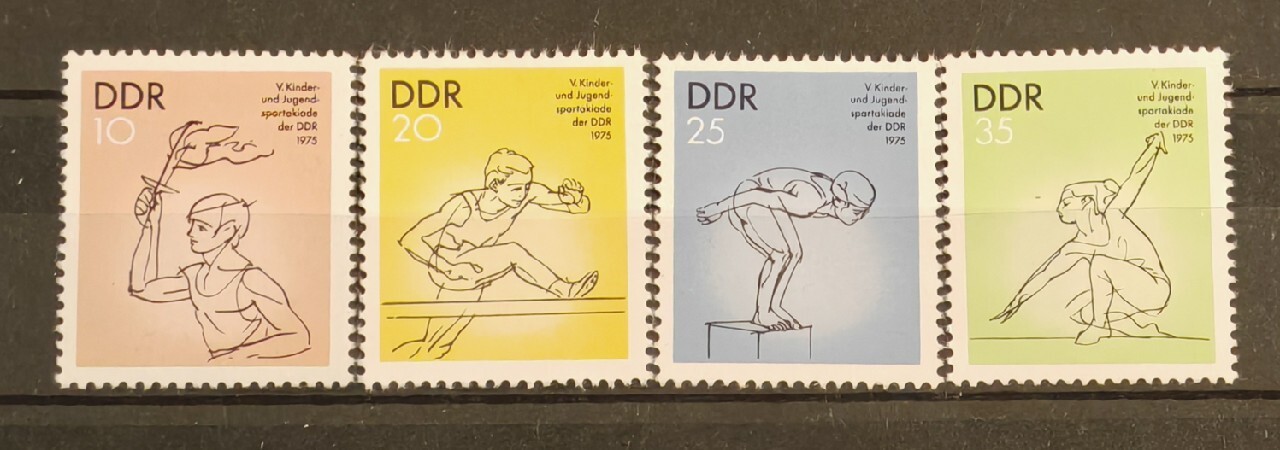 DDR
10
V. Kinder-
und Jugend-
spartakiade
der DDR
1975
DDR
20
V. Kinder-
und Jugend-
spartakiade
der DDR
1975
DDR
25
V. Kinder-
und Jugend-
spartakiade
der DDR
1975
DDR
35
V. Kinder-
und Jugend-
spartakiade
der DDR
1975